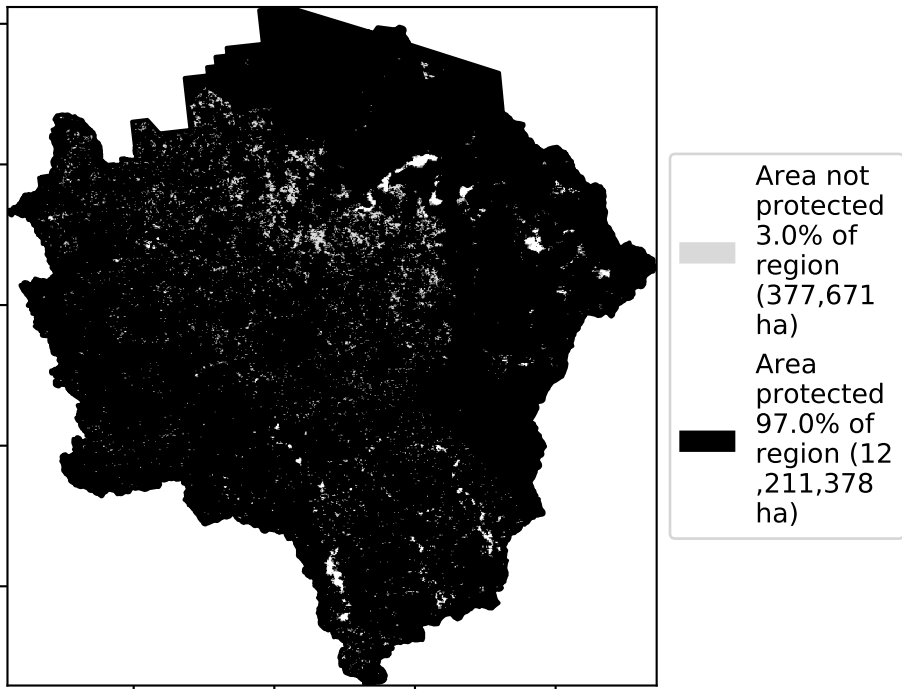 Area not
protected
3.0% of
region
(377,671
ha)
Area
protected
97.0% of
region (12
,211,378
ha)